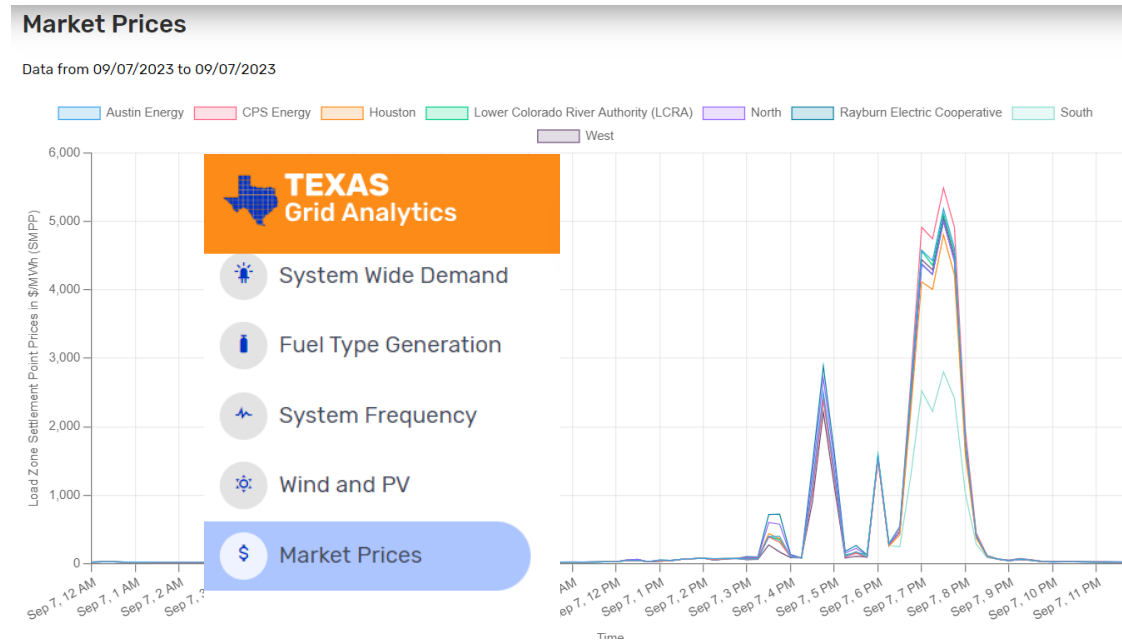 Market Prices
Data from 09/07/2023 to 09/07/2023
Austin Energy CPS Energy Houston Lower Colorado River Authority (LCRA) North Rayburn Electric Cooperative South
West
Load Zone Settlement Point Prices in $/MWh (SMPP)
6,000
5,000
4,000
3,000
2,000
1,000
0
TEXAS
Grid Analytics
System Wide Demand
Fuel Type Generation
System Frequency
Wind and PV
$ Market Prices
Sep 7, 12 AM Sep 7, 1 AM Sep 7, 2 AM Sep 7, 3 AM ep 7, 12 PM Sep 7, 1 PM Sep 7, 2 PM Sep 7, 3 PM Sep 7, 4 PM Sep 7, 5 PM Sep 7, 6 PM Sep 7, 7 PM Sep 7, 8 PM Sep 7, 9 PM Sep 7, 10 PM Sep 7, 11 PM
Time